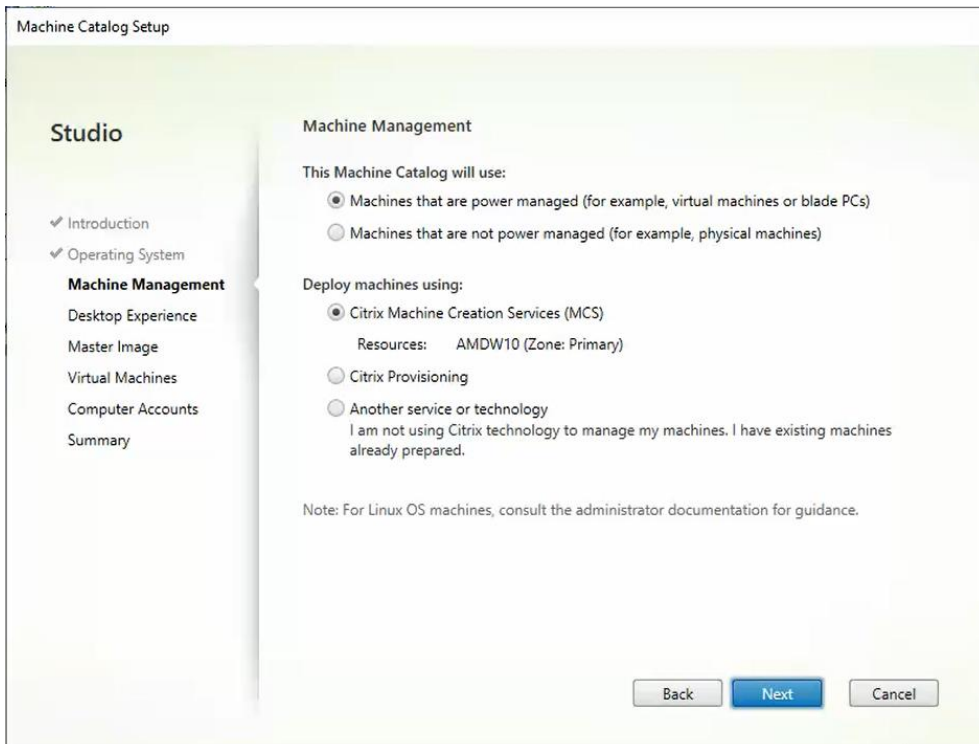 Machine Catalog Setup
Studio
✔ Introduction
✔ Operating System
Machine Management
Desktop Experience
Master Image
Virtual Machines
Computer Accounts
Summary
Machine Management
This Machine Catalog will use:
Machines that are power managed (for example, virtual machines or blade PCs)
Machines that are not power managed (for example, physical machines)
Deploy machines using:
Citrix Machine Creation Services (MCS)
Resources: AMDW10 (Zone: Primary)
Citrix Provisioning
Another service or technology
I am not using Citrix technology to manage my machines. I have existing machines
already prepared.
Note: For Linux OS machines, consult the administrator documentation for guidance.
Back Next Cancel